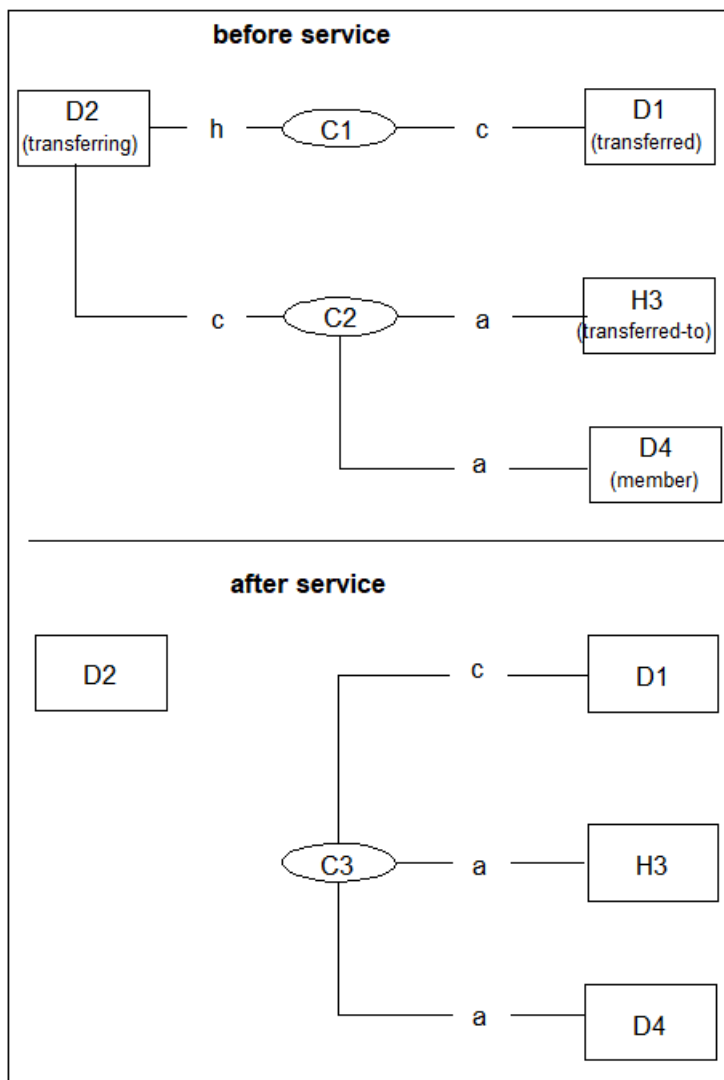 before service
D2
(transferring)
h
C1
c
D1
(transferred)
c
C2
a
H3
(transferred-to)
a
D4
(member)
after service
D2
c
D1
C3
a
H3
a
D4